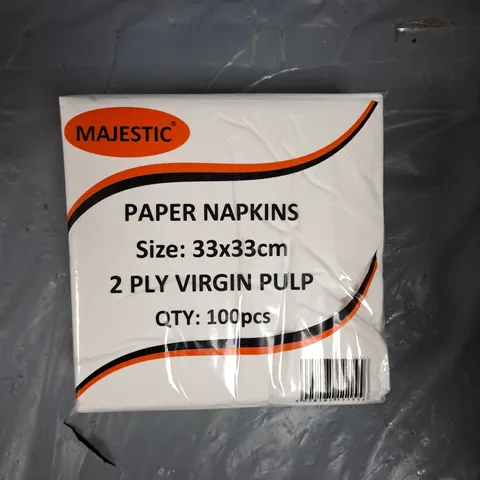 MAJESTIC®
PAPER NAPKINS
Size: 33x33cm
2 PLY VIRGIN PULP
QTY: 100pcs